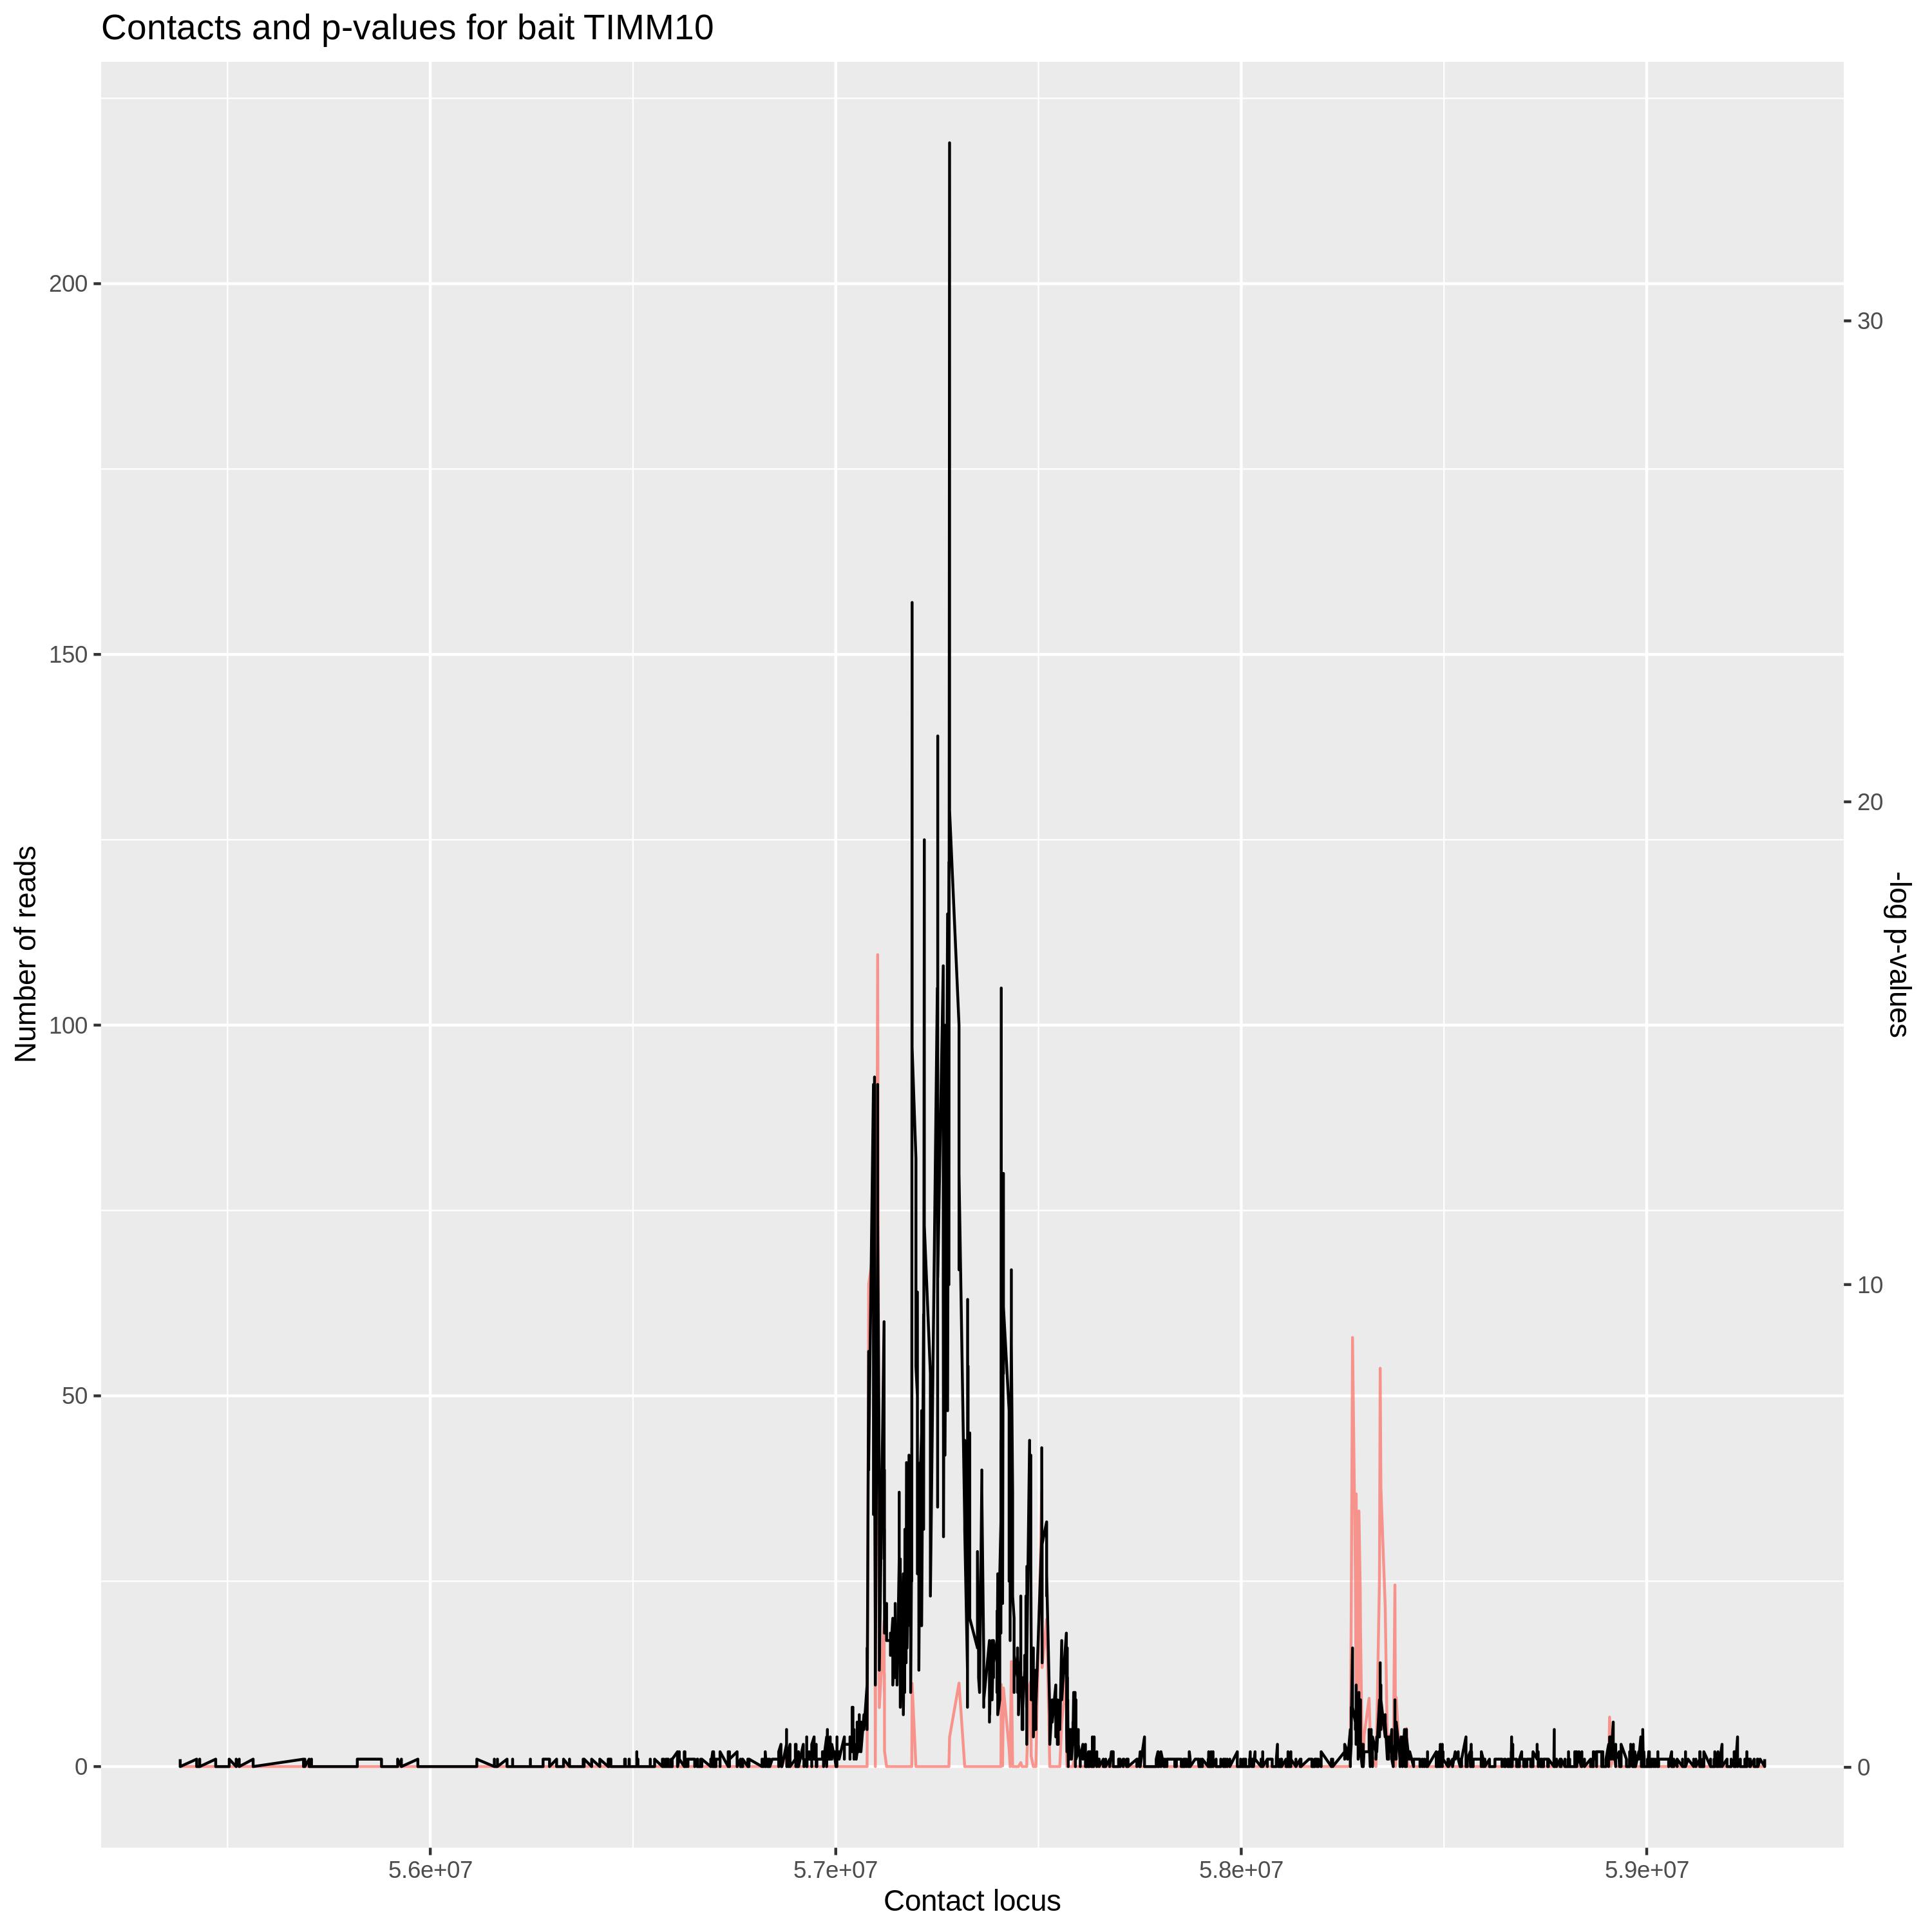 Contacts and p-values for bait TIMM10
200
150
100
50
0
Number of reads
30
20
10
0
-log p-values
5.6e+07
5.7e+07
5.8e+07
5.9e+07
Contact locus